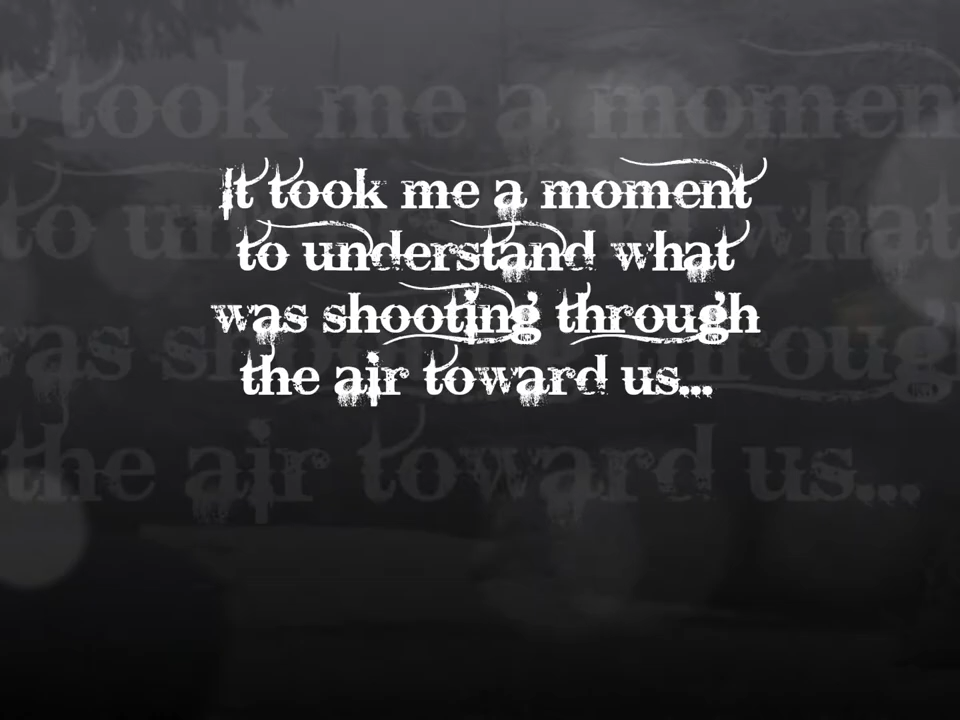 It took me a moment
to understand what
was shooting through
the air toward us...